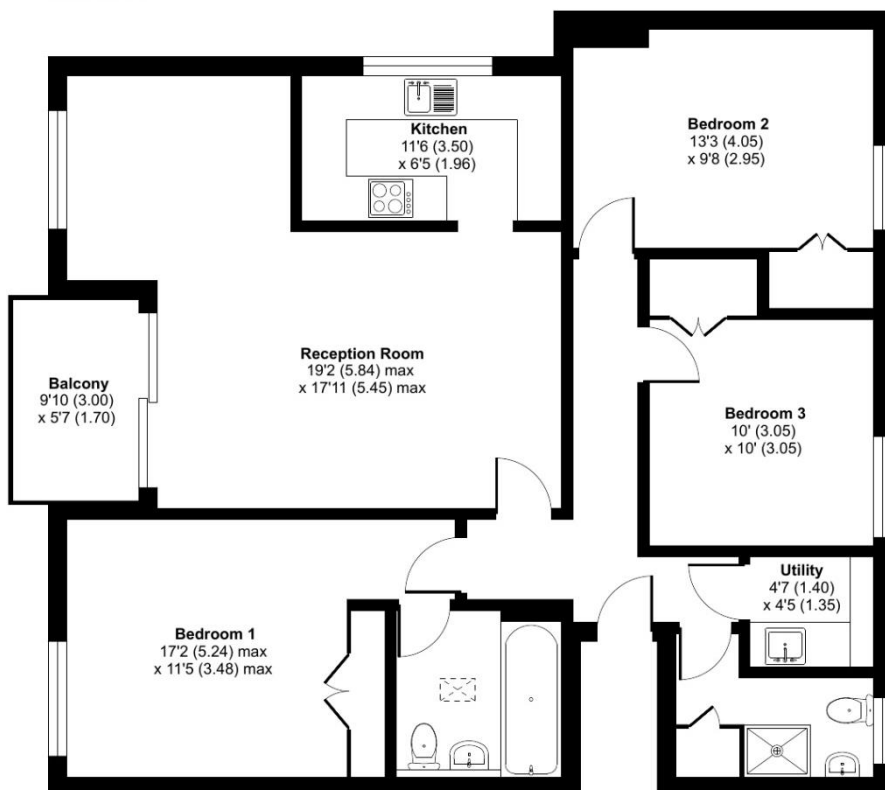 Kitchen
11'6 (3.50)
x 6'5 (1.96)
Bedroom 2
13'3 (4.05)
x 9'8 (2.95)
Reception Room
19'2 (5.84) max
x 17'11 (5.45) max
Balcony
9'10 (3.00)
x 5'7 (1.70)
Bedroom 3
10' (3.05)
x 10' (3.05)
Utility
4'7 (1.40)
x 4'5 (1.35)
Bedroom 1
17'2 (5.24) max
x 11'5 (3.48) max